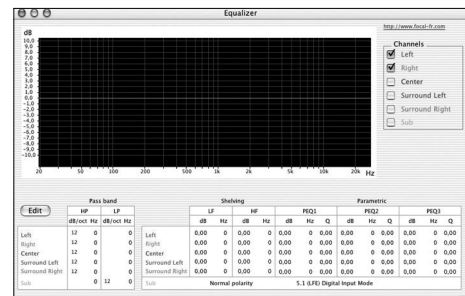 Equalizer
http://www.focal-fr.com
dB
10,0
9,0
8,0
7,0
6,0
5,0
4,0
3,0
2,0
1,0
0,0
-1,0
-2,0
-3,0
-4,0
-5,0
-6,0
-7,0
-8,0
-9,0
-10,0
20 50 100 200 500 1k 2k 5k 10k 20k Hz
Channels
Left
Right
Center
Surround Left
Surround Right
Sub
Edit
Pass band Shelving Parametric
HP LP LF HF PEQ1 PEQ2 PEQ3
dB/oct Hz dB/oct Hz dB Hz dB Hz dB Hz Q dB Hz Q dB Hz Q
Left 12 0 Left 0,00 0 0,00 0 0,00 0 0,00 0,00 0 0,00 0,00 0 0,00
Right 12 0 Right 0,00 0 0,00 0 0,00 0 0,00 0,00 0 0,00 0,00 0 0,00
Center 12 0 Center 0,00 0 0,00 0 0,00 0 0,00 0,00 0 0,00 0,00 0 0,00
Surround Left 12 0 Surround Left 0,00 0 0,00 0 0,00 0 0,00 0,00 0 0,00 0,00 0 0,00
Surround Right 12 0 Surround Right 0,00 0 0,00 0 0,00 0 0,00 0,00 0 0,00 0,00 0 0,00
Sub 0 12 0 Sub Normal polarity 5.1 (LFE) Digital Input Mode